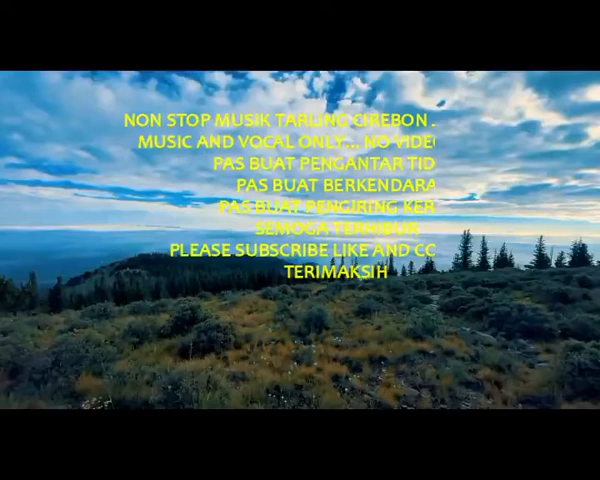 NON STOP MUSIK TARLING CIREBON .
MUSIC AND VOCAL ONLY... NO
PAS BUAT PENGANTAR
PAS BUAT
PAS BUAT PENGIRING
SEMOGA TERHIBUR
PLEASE SUBSCRIBE LIKE AND
TERIMAKSIH